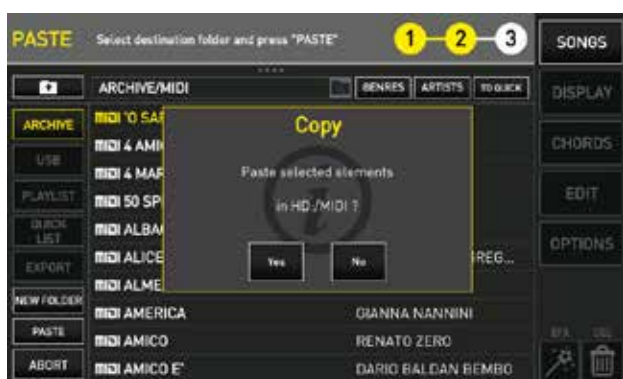 PASTE Select destination folder and press "PASTE" 1 2 3 SONGS
ARCHIVE/MIDI GENRES ARTISTS TO QUICK DISPLAY
ARCHIVE MIDI 'O
Copy
MIDI 4 CHORDS
USB
MIDI 4 MAR
Paste selected elements
PLAYLIST MIDI 50 SP in HD:/MIDI ? EDIT
QUICK LIST MIDI ALBA OPTIONS
EXPORT MIDI ALICE Yes No GREG...
MIDI ALME
NEW FOLDER
MIDI AMERICA GIANNA NANNINI
PASTE MIDI AMICO RENATO ZERO
ABORT MIDI AMICO E' DARIO BALDAN BEMBO